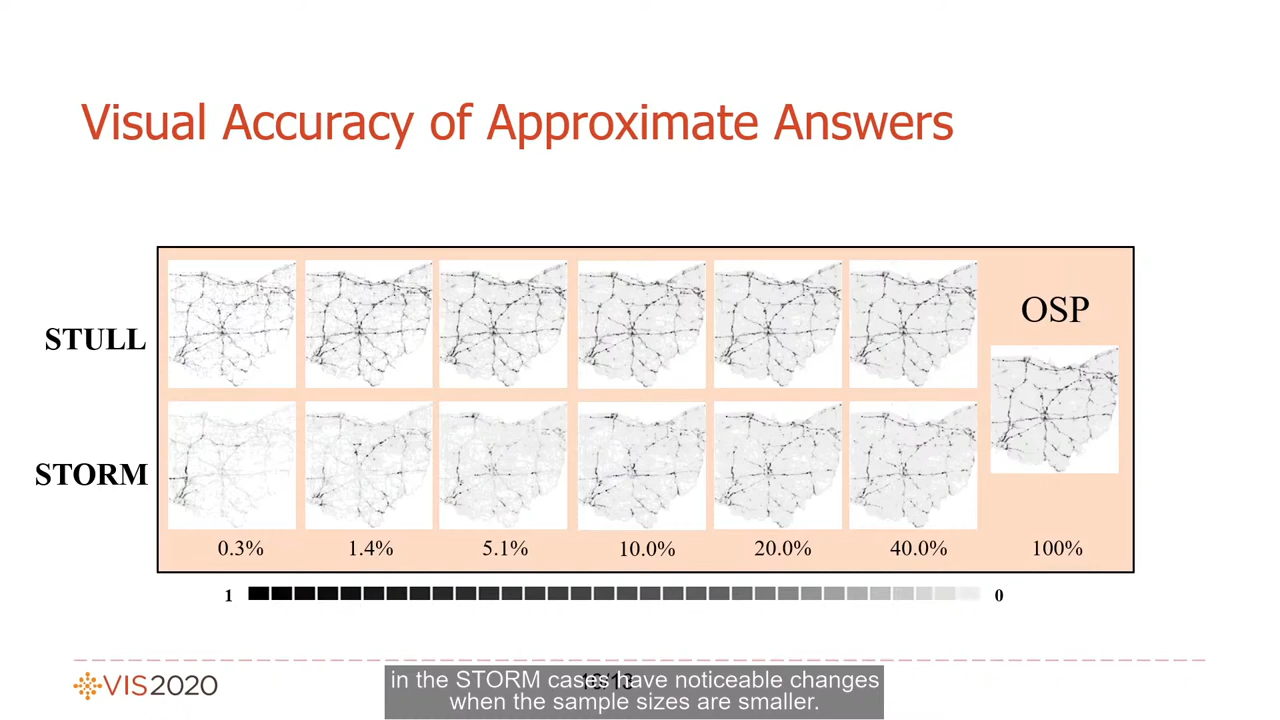 Visual Accuracy of Approximate Answers
STULL
STORM
OSP
0.3%
1.4%
5.1%
10.0%
20.0%
40.0%
100%
1
0
VIS2020
in the STORM cases have noticeable changes
when the sample sizes are smaller.